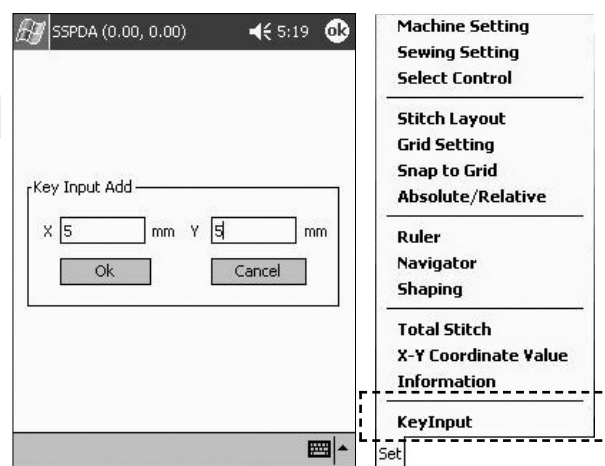 SSPDA (0.00, 0.00) 5:19 ok
Key Input Add
X 5 mm Y 5 mm
Ok Cancel
Machine Setting
Sewing Setting
Select Control
Stitch Layout
Grid Setting
Snap to Grid
Absolute/Relative
Ruler
Navigator
Shaping
Total Stitch
X-Y Coordinate Value
Information
KeyInput
Set